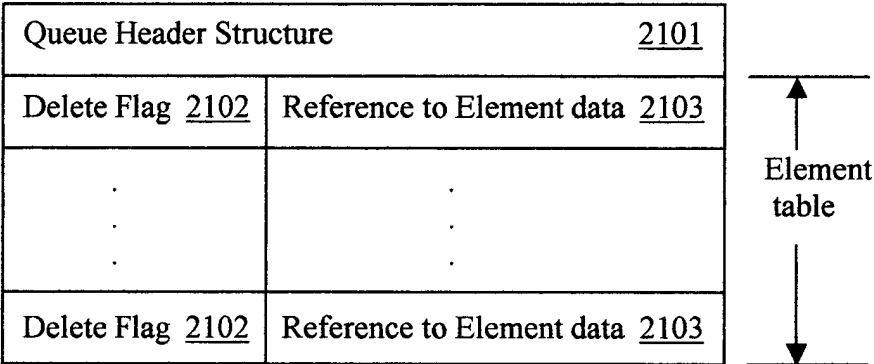 Queue Header Structure 2101
Delete Flag 2102 Reference to Element data 2103
. .
. .
. .
Delete Flag 2102 Reference to Element data 2103
Element
table